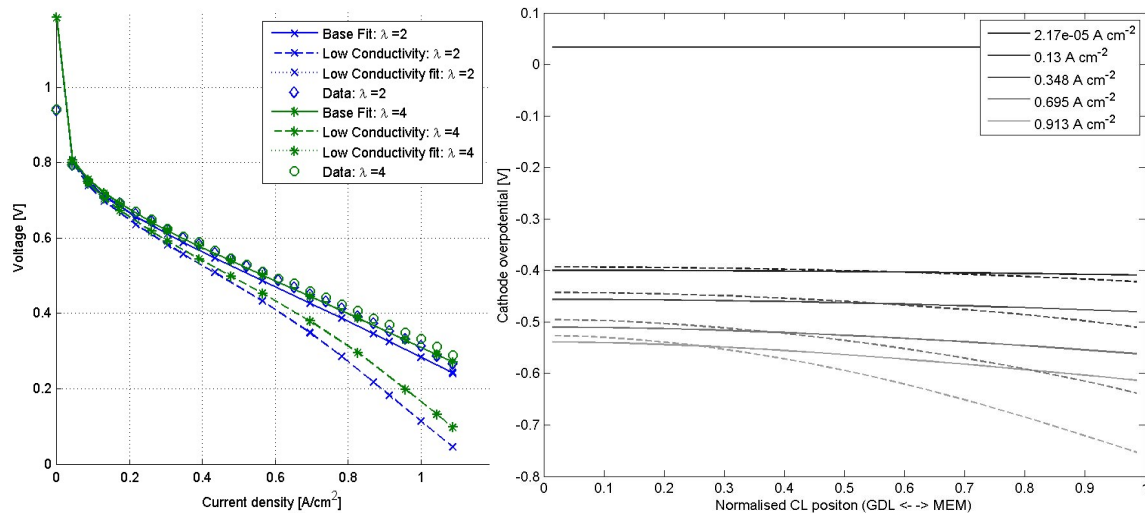 Voltage [V]
1
0.8
0.6
0.4
0.2
0
0 0.2 0.4 0.6 0.8 1
Current density [A/cm²]
Base Fit: λ =2
Low Conductivity: λ =2
Low Conductivity fit: λ =2
Data: λ =2
Base Fit: λ =4
Low Conductivity: λ =4
Low Conductivity fit: λ =4
Data: λ =4
Cathode overpotential [V]
0.1
0
-0.1
-0.2
-0.3
-0.4
-0.5
-0.6
-0.7
-0.8
0 0.1 0.2 0.3 0.4 0.5 0.6 0.7 0.8 0.9 1
Normalised CL positon (GDL <- -> MEM)
2.17e-05 A cm⁻²
0.13 A cm⁻²
0.348 A cm⁻²
0.695 A cm⁻²
0.913 A cm⁻²